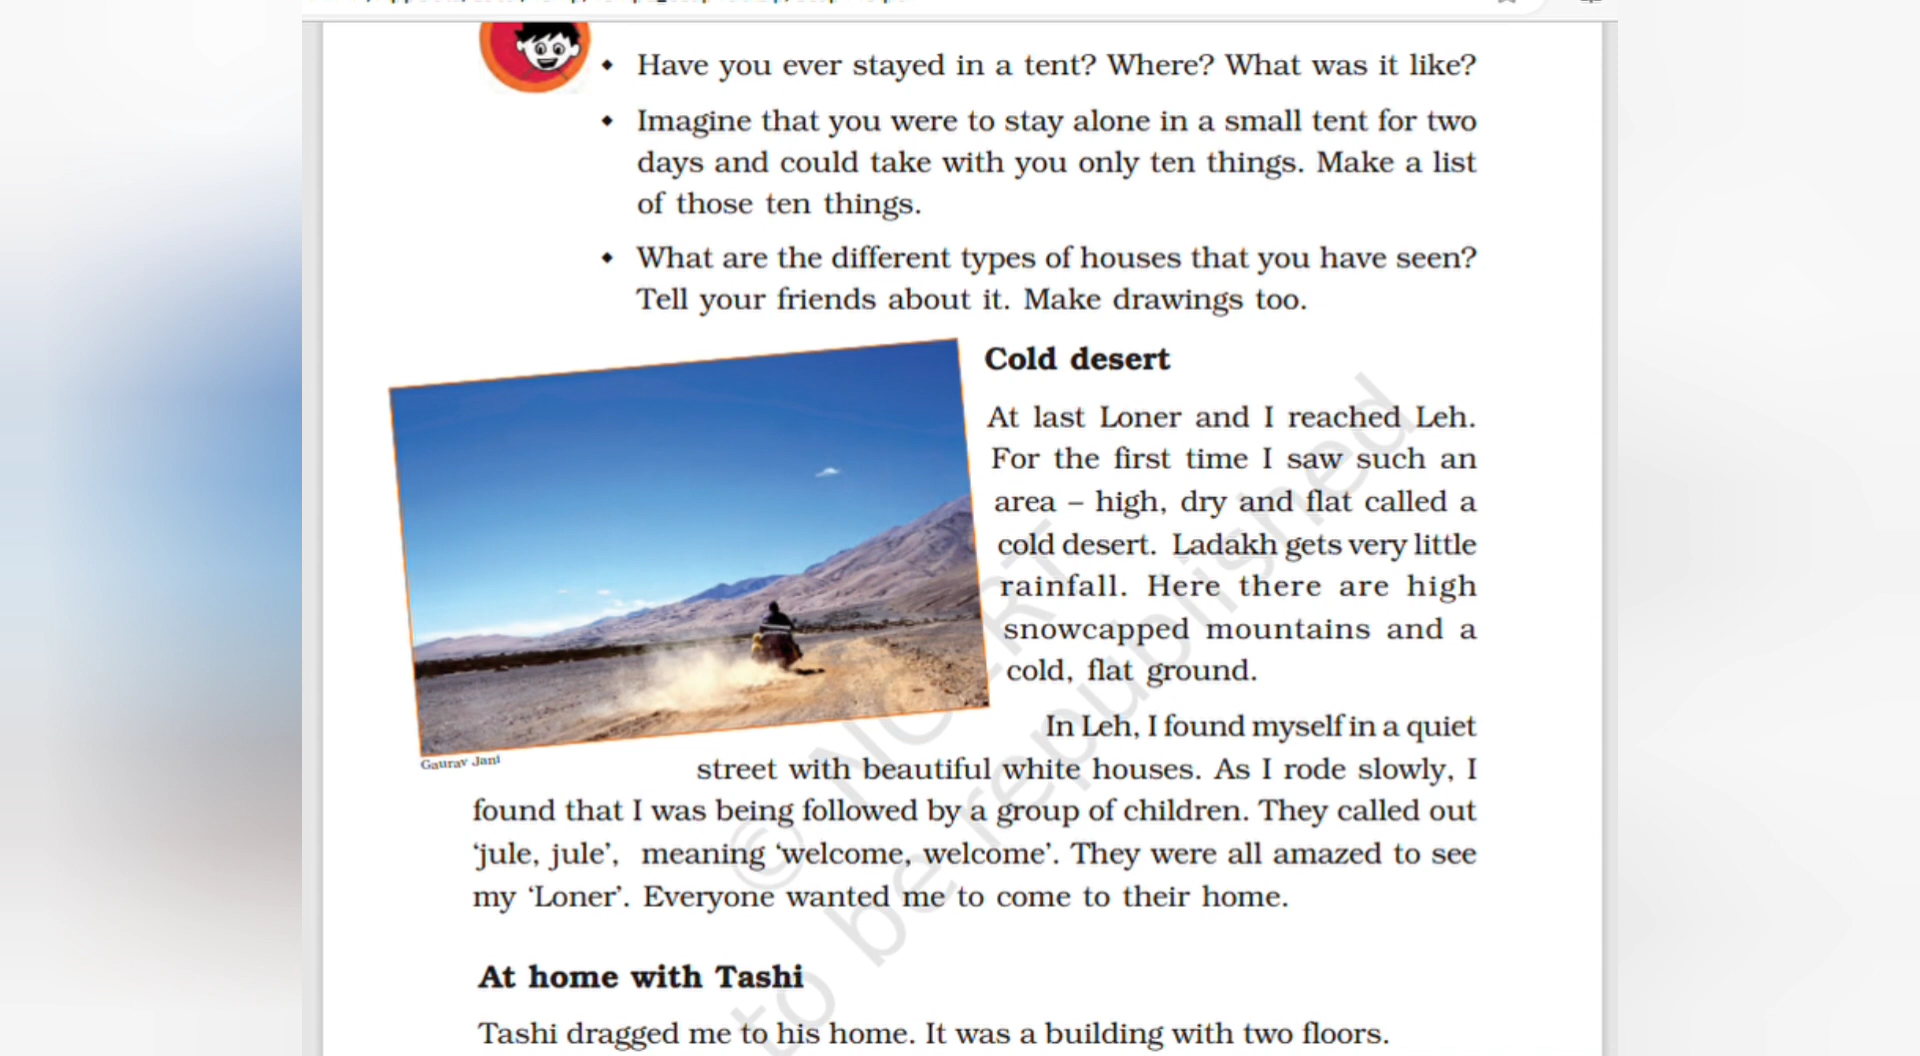 Have you ever stayed in a tent? Where? What was it like?
Imagine that you were to stay alone in a small tent for two
days and could take with you only ten things. Make a list
of those ten things.
What are the different types of houses that you have seen?
Tell your friends about it. Make drawings too.
Cold desert
At last Loner and I reached Leh.
For the first time I saw such an
area – high, dry and flat called a
cold desert. Ladakh gets very little
rainfall. Here there are high
snowcapped mountains and a
cold, flat ground.
Gaurav Jani
In Leh, I found myself in a quiet
street with beautiful white houses. As I rode slowly, I
found that I was being followed by a group of children. They called out
‘jule, jule’, meaning ‘welcome, welcome’. They were all amazed to see
my ‘Loner’. Everyone wanted me to come to their home.
At home with Tashi
Tashi dragged me to his home. It was a building with two floors.
© NCERT
to be republished